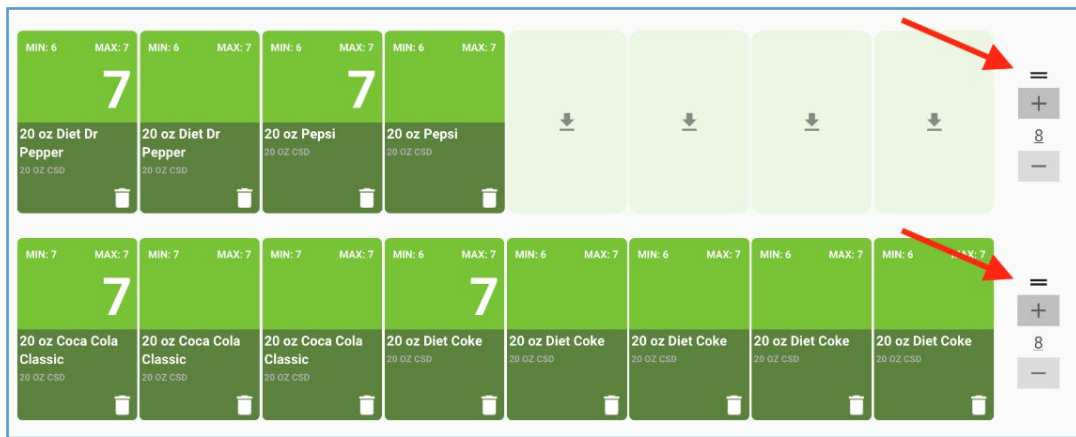 MIN: 6 MAX: 7 MIN: 6 MAX: 7 MIN: 6 MAX: 7 MIN: 6 MAX: 7
7 7
20 oz Diet Dr 20 oz Diet Dr 20 oz Pepsi 20 oz Pepsi
Pepper Pepper 20 OZ CSD 20 OZ CSD
20 OZ CSD 20 OZ CSD
+
8
−
MIN: 7 MAX: 7 MIN: 7 MAX: 7 MIN: 7 MAX: 7 MIN: 6 MAX: 7 MIN: 6 MAX: 7 MIN: 6 MAX: 7 MIN: 6 MAX: 7 MIN: 6 MAX: 7
7 7
20 oz Coca Cola 20 oz Coca Cola 20 oz Coca Cola 20 oz Diet Coke 20 oz Diet Coke 20 oz Diet Coke 20 oz Diet Coke 20 oz Diet Coke
Classic Classic Classic 20 OZ CSD 20 OZ CSD 20 OZ CSD 20 OZ CSD 20 OZ CSD
20 OZ CSD 20 OZ CSD 20 OZ CSD
+
8
−